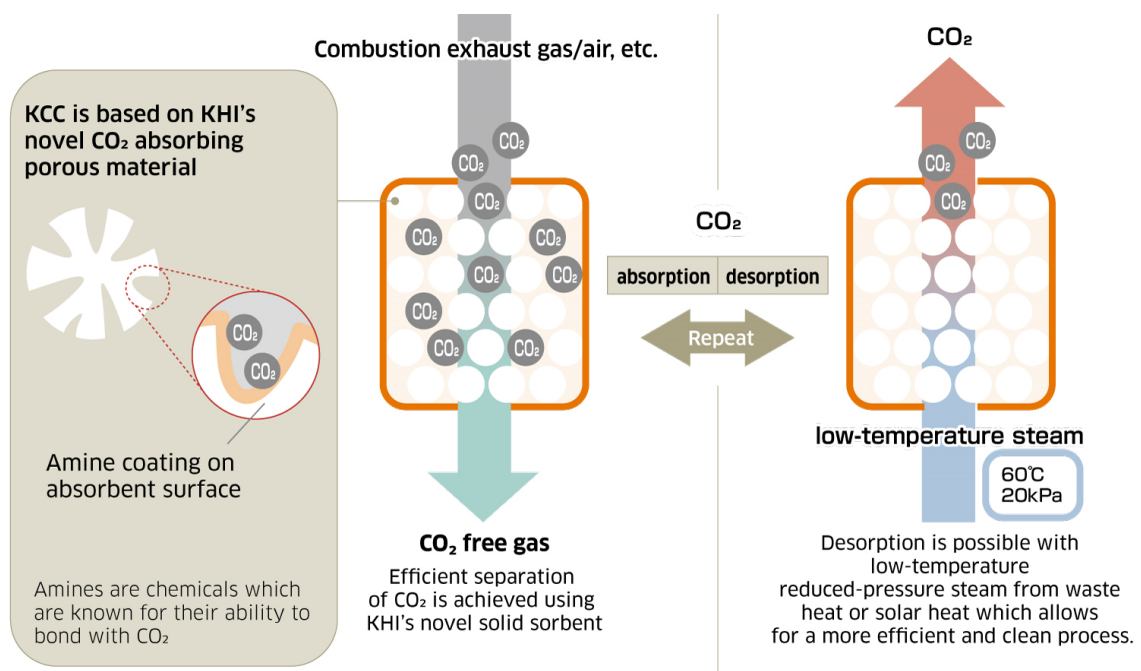 Combustion exhaust gas/air, etc.
KCC is based on KHI's
novel CO₂ absorbing
porous material
CO₂
CO₂
Amine coating on
absorbent surface
Amines are chemicals which
are known for their ability to
bond with CO₂
CO₂
CO₂
CO₂
CO₂
CO₂
CO₂
CO₂
CO₂
CO₂
CO₂
CO₂ free gas
Efficient separation
of CO₂ is achieved using
KHI's novel solid sorbent
CO₂
absorption
desorption
Repeat
CO₂
CO₂
CO₂
CO₂
low-temperature steam
60℃
20kPa
Desorption is possible with
low-temperature
reduced-pressure steam from waste
heat or solar heat which allows
for a more efficient and clean process.